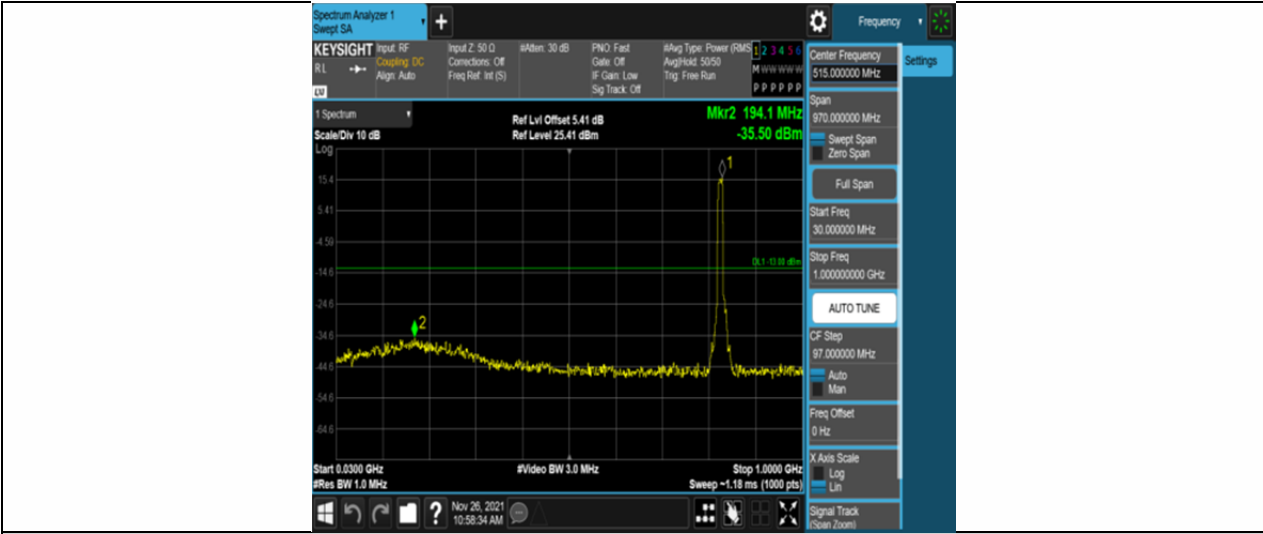 Spectrum Analyzer 1
Swept SA
+
Frequency
KEYSIGHT
RL
LV
Input: RF
Coupling: DC
Align: Auto
Input Z: 50 Ω
Corrections: Off
Freq Ref: Int (S)
#Atten: 30 dB
PNO: Fast
Gate: Off
IF Gain: Low
Sig Track: Off
#Avg Type: Power (RMS
Avg|Hold: 50/50
Trig: Free Run
1 2 3 4 5 6
M W W W W W
P P P P P P
1 Spectrum
Scale/Div 10 dB
Log
Ref Lvl Offset 5.41 dB
Ref Level 25.41 dBm
Mkr2 194.1 MHz
-35.50 dBm
15.4
5.41
-4.59
-14.6
-24.6
-34.6
-44.6
-54.6
-64.6
1
DL1 -13.00 dBm
2
Start 0.0300 GHz
#Video BW 3.0 MHz
Stop 1.0000 GHz
#Res BW 1.0 MHz
Sweep ~1.18 ms (1000 pts)
?
Nov 26, 2021
10:58:34 AM
Center Frequency
515.000000 MHz
Settings
Span
970.000000 MHz
Swept Span
Zero Span
Full Span
Start Freq
30.000000 MHz
Stop Freq
1.000000000 GHz
AUTO TUNE
CF Step
97.000000 MHz
Auto
Man
Freq Offset
0 Hz
X Axis Scale
Log
Lin
Signal Track
(Span Zoom)